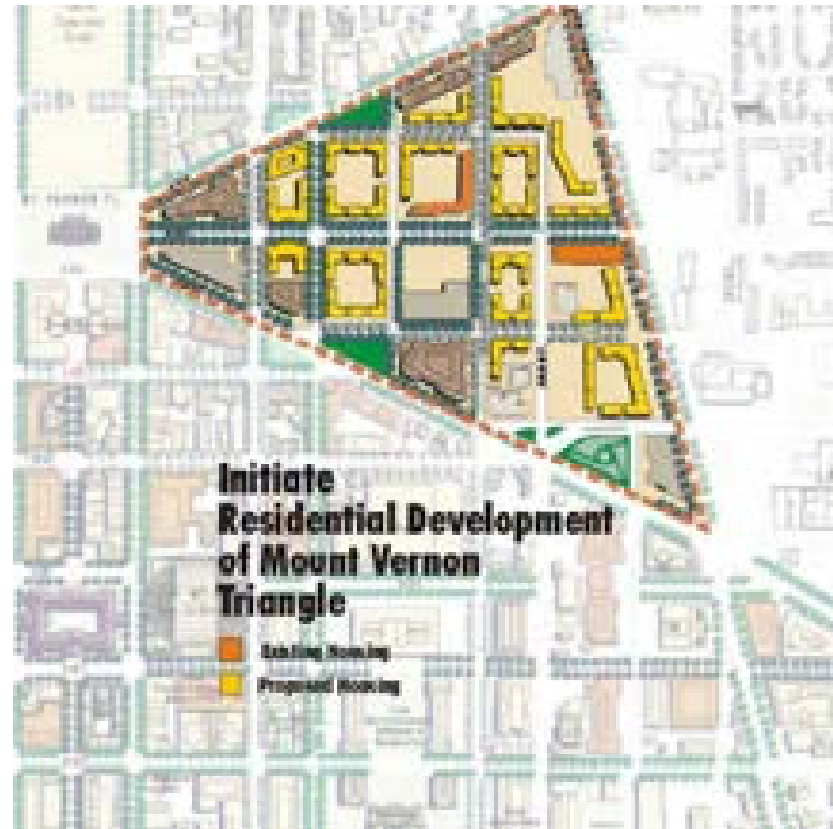 Initiate
Residential Development
of Mount Vernon
Triangle
Existing Housing
Proposed Housing